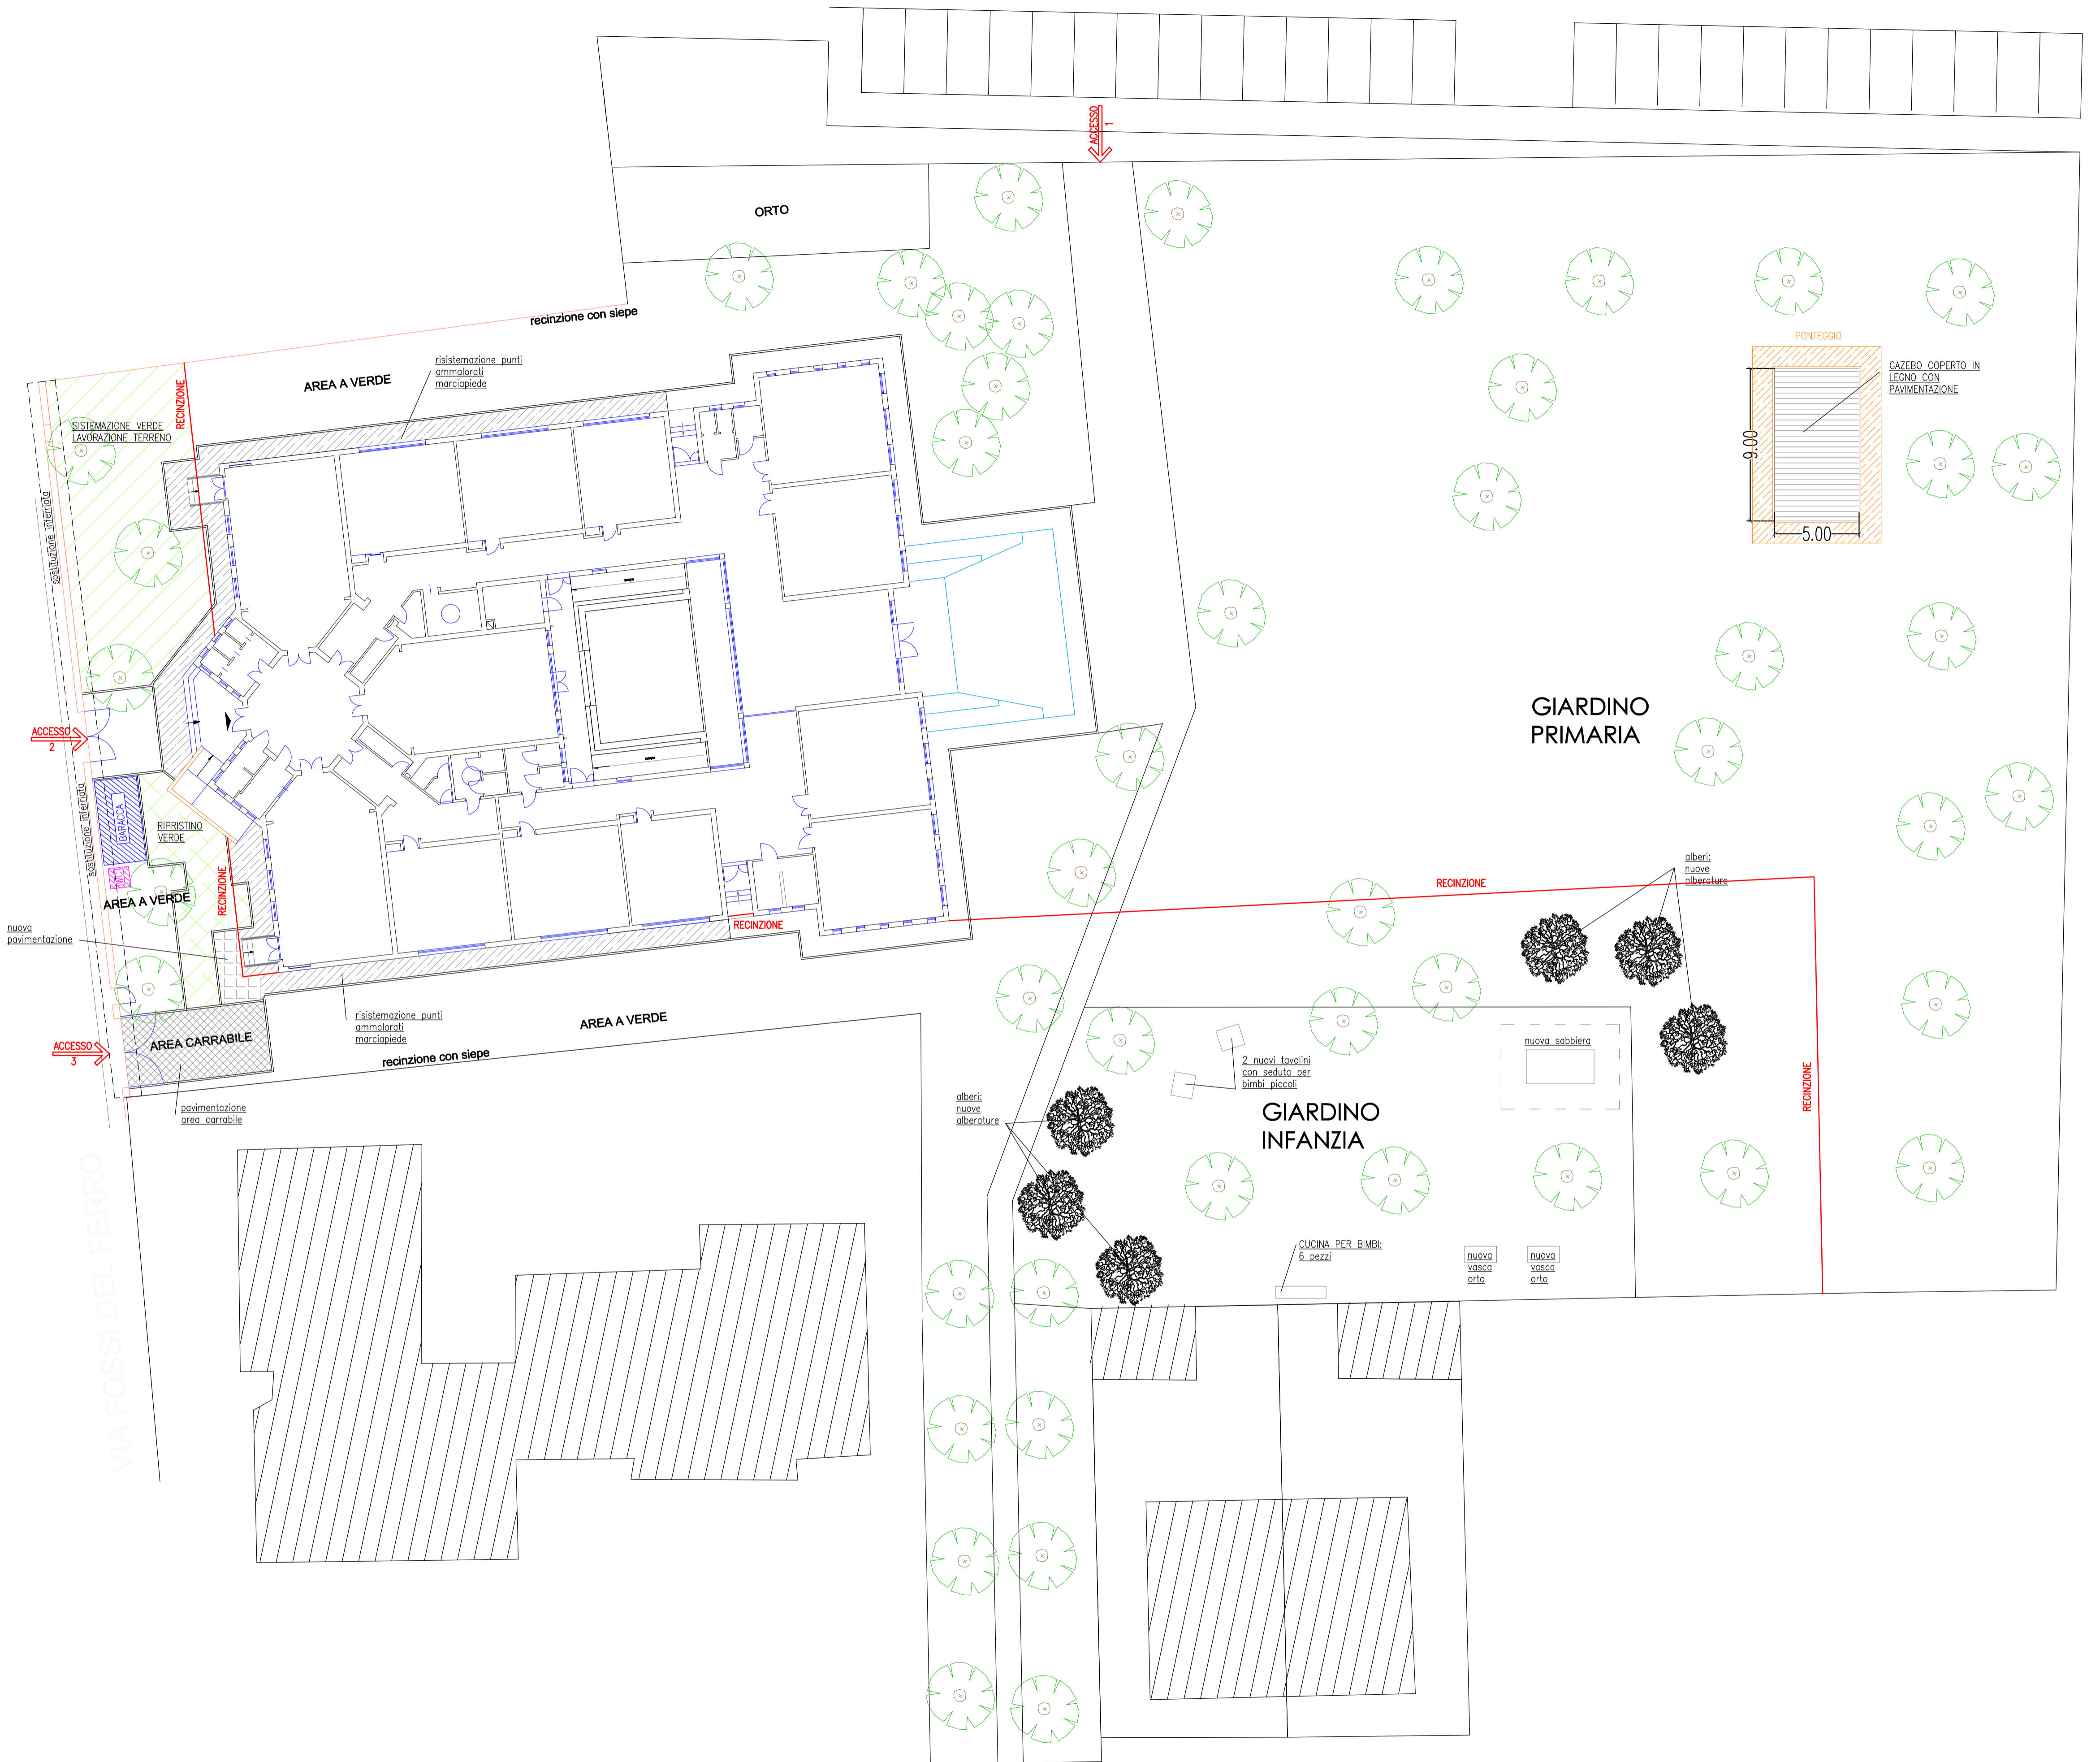 ACCESSO
1
ORTO
recinzione con siepe
PONTEGGIO
risistemazione punti
ammalorati
marciapiede
AREA A VERDE
RECINZIONE
GAZEBO COPERTO IN
LEGNO CON
PAVIMENTAZIONE
SISTEMAZIONE VERDE
LAVORAZIONE TERRENO
9.00
5.00
sostituzione inferriata
rampa
GIARDINO
PRIMARIA
ACCESSO
2
rampa
sostituzione inferriata
BARACCA
RIPRISTINO
VERDE
alberi:
nuove
alberature
RECINZIONE
RECINZIONE
AREA A VERDE
RECINZIONE
nuova
pavimentazione
risistemazione punti
ammalorati
marciapiede
AREA A VERDE
AREA CARRABILE
ACCESSO
3
recinzione con siepe
nuova sabbiera
2 nuovi tavolini
con seduta per
bimbi piccoli
RECINZIONE
alberi:
nuove
alberature
GIARDINO
INFANZIA
pavimentazione
area carrabile
VIA FOSSI DEL FERRO
CUCINA PER BIMBI:
6 pezzi
nuova
vasca
orto
nuova
vasca
orto